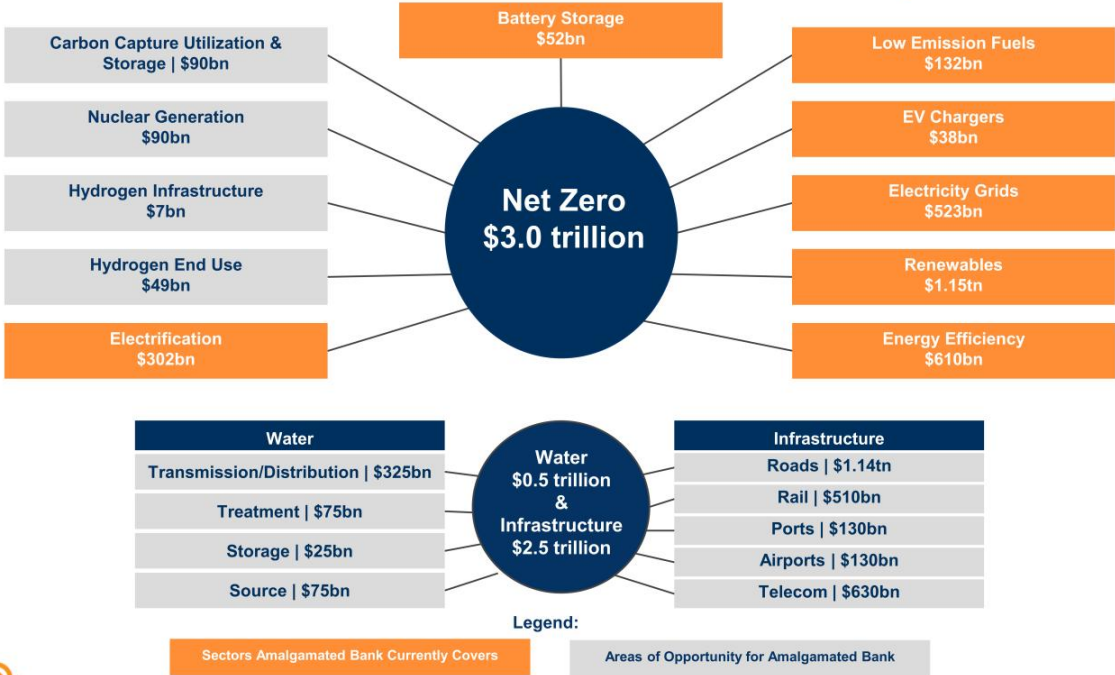 Battery Storage
$52bn
Carbon Capture Utilization &
Storage | $90bn
Nuclear Generation
$90bn
Hydrogen Infrastructure
$7bn
Hydrogen End Use
$49bn
Electrification
$302bn
Net Zero
$3.0 trillion
Low Emission Fuels
$132bn
EV Chargers
$38bn
Electricity Grids
$523bn
Renewables
$1.15tn
Energy Efficiency
$610bn
Water
Transmission/Distribution | $325bn
Treatment | $75bn
Storage | $25bn
Source | $75bn
Water
$0.5 trillion
&
Infrastructure
$2.5 trillion
Infrastructure
Roads | $1.14tn
Rail | $510bn
Ports | $130bn
Airports | $130bn
Telecom | $630bn
Legend:
Sectors Amalgamated Bank Currently Covers
Areas of Opportunity for Amalgamated Bank